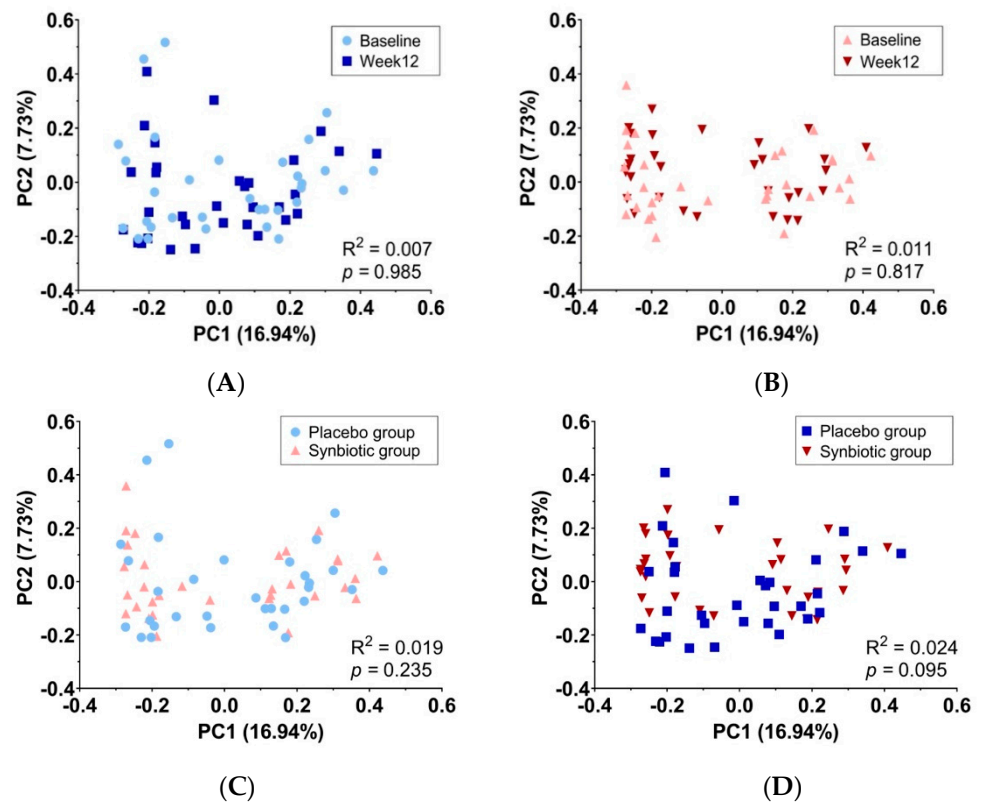 0.6
0.4
0.2
0.0
-0.2
-0.4
PC2 (7.73%)
Baseline
Week12
R² = 0.007
p = 0.985
-0.4 -0.2 0.0 0.2 0.4 0.6
PC1 (16.94%)
(A)
0.6
0.4
0.2
0.0
-0.2
-0.4
PC2 (7.73%)
Baseline
Week12
R² = 0.011
p = 0.817
-0.4 -0.2 0.0 0.2 0.4 0.6
PC1 (16.94%)
(B)
0.6
0.4
0.2
0.0
-0.2
-0.4
PC2 (7.73%)
Placebo group
Synbiotic group
R² = 0.019
p = 0.235
-0.4 -0.2 0.0 0.2 0.4 0.6
PC1 (16.94%)
(C)
0.6
0.4
0.2
0.0
-0.2
-0.4
PC2 (7.73%)
Placebo group
Synbiotic group
R² = 0.024
p = 0.095
-0.4 -0.2 0.0 0.2 0.4 0.6
PC1 (16.94%)
(D)